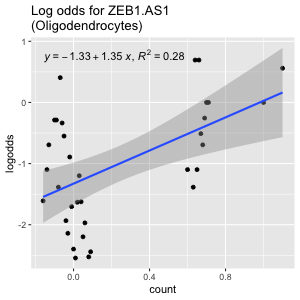 Log odds for ZEB1.AS1
(Oligodendrocytes)
y = −1.33 + 1.35 x, R² = 0.28
1
0
-1
-2
logodds
0.0 0.4 0.8
count